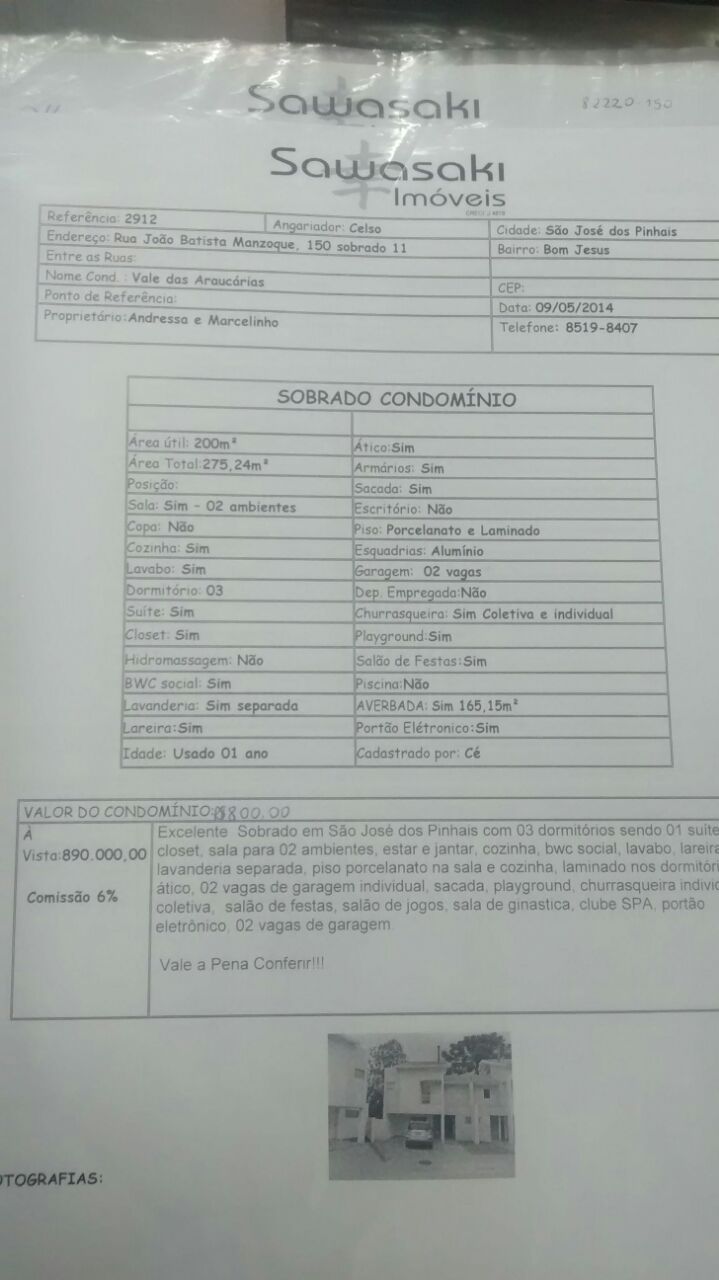 Sawasaki
82220-150
Sawasaki
Imóveis
Referência: 2912
Angariador: Celso
Cidade: São José dos Pinhais
Endereço: Rua João Batista Manzoque, 150 sobrado 11
Bairro: Bom Jesus
Entre as Ruas:
Nome Cond. : Vale das Araucárias
CEP:
Ponto de Referência:
Data: 09/05/2014
Proprietário:Andressa e Marcelinho
Telefone: 8519-8407
SOBRADO CONDOMÍNIO
Área útil: 200m²
Ático:Sim
Área Total:275,24m²
Armários: Sim
Posição:
Sacada: Sim
Sala: Sim - 02 ambientes
Escritório: Não
Copa: Não
Piso: Porcelanato e Laminado
Cozinha: Sim
Esquadrias: Alumínio
Lavabo: Sim
Garagem: 02 vagas
Dormitório: 03
Dep. Empregada:Não
Suíte: Sim
Churrasqueira: Sim Coletiva e individual
Closet: Sim
Playground:Sim
Hidromassagem: Não
Salão de Festas:Sim
BWC social: Sim
Piscina:Não
Lavanderia: Sim separada
AVERBADA: Sim 165,15m²
Lareira:Sim
Portão Elétronico:Sim
Idade: Usado 01 ano
Cadastrado por: Cé
VALOR DO CONDOMÍNIO: 800,00
À
Vista:890.000,00
Comissão 6%
Excelente Sobrado em São José dos Pinhais com 03 dormitórios sendo 01 suíte
closet, sala para 02 ambientes, estar e jantar, cozinha, bwc social, lavabo, lareira
lavanderia separada, piso porcelanato na sala e cozinha, laminado nos dormitóri
ático, 02 vagas de garagem individual, sacada, playground, churrasqueira individ
coletiva, salão de festas, salão de jogos, sala de ginastica, clube SPA, portão
eletrônico, 02 vagas de garagem.
Vale a Pena Conferir!!!
OTOGRAFIAS: